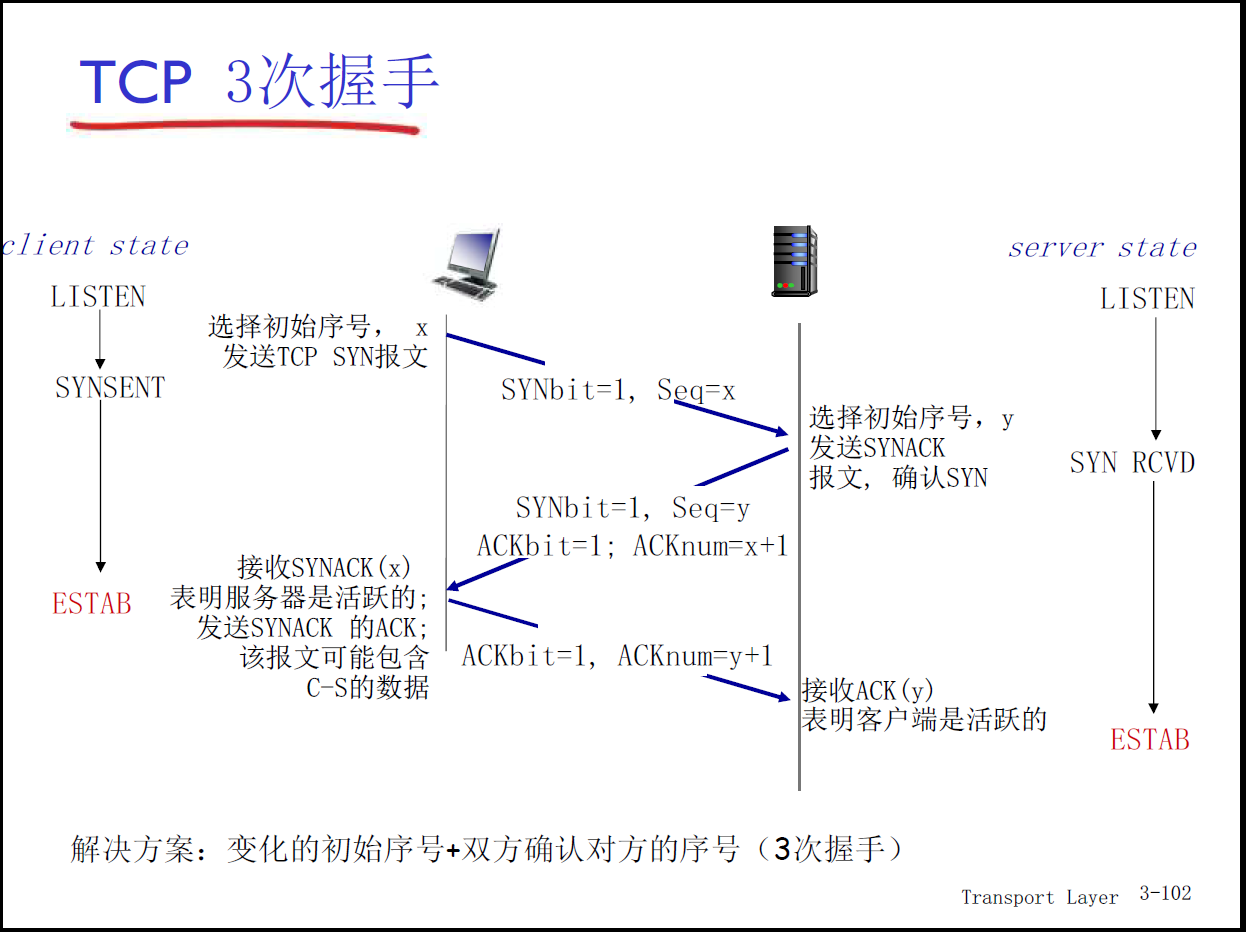 TCP 3次握手
client state
server state
LISTEN
LISTEN
选择初始序号， x
发送TCP SYN报文
SYNSENT
SYNbit=1, Seq=x
选择初始序号，y
发送SYNACK
报文, 确认SYN
SYN RCVD
SYNbit=1, Seq=y
ACKbit=1; ACKnum=x+1
接收SYNACK(x)
表明服务器是活跃的;
发送SYNACK 的ACK;
该报文可能包含
C-S的数据
ESTAB
ACKbit=1, ACKnum=y+1
接收ACK(y)
表明客户端是活跃的
ESTAB
解决方案：变化的初始序号+双方确认对方的序号（3次握手）
Transport Layer 3-102